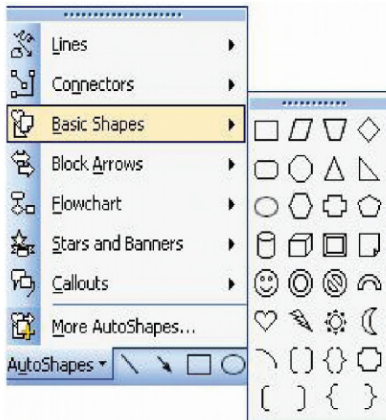 Lines
Connectors
Basic Shapes
Block Arrows
Flowchart
Stars and Banners
Callouts
More AutoShapes...
AutoShapes